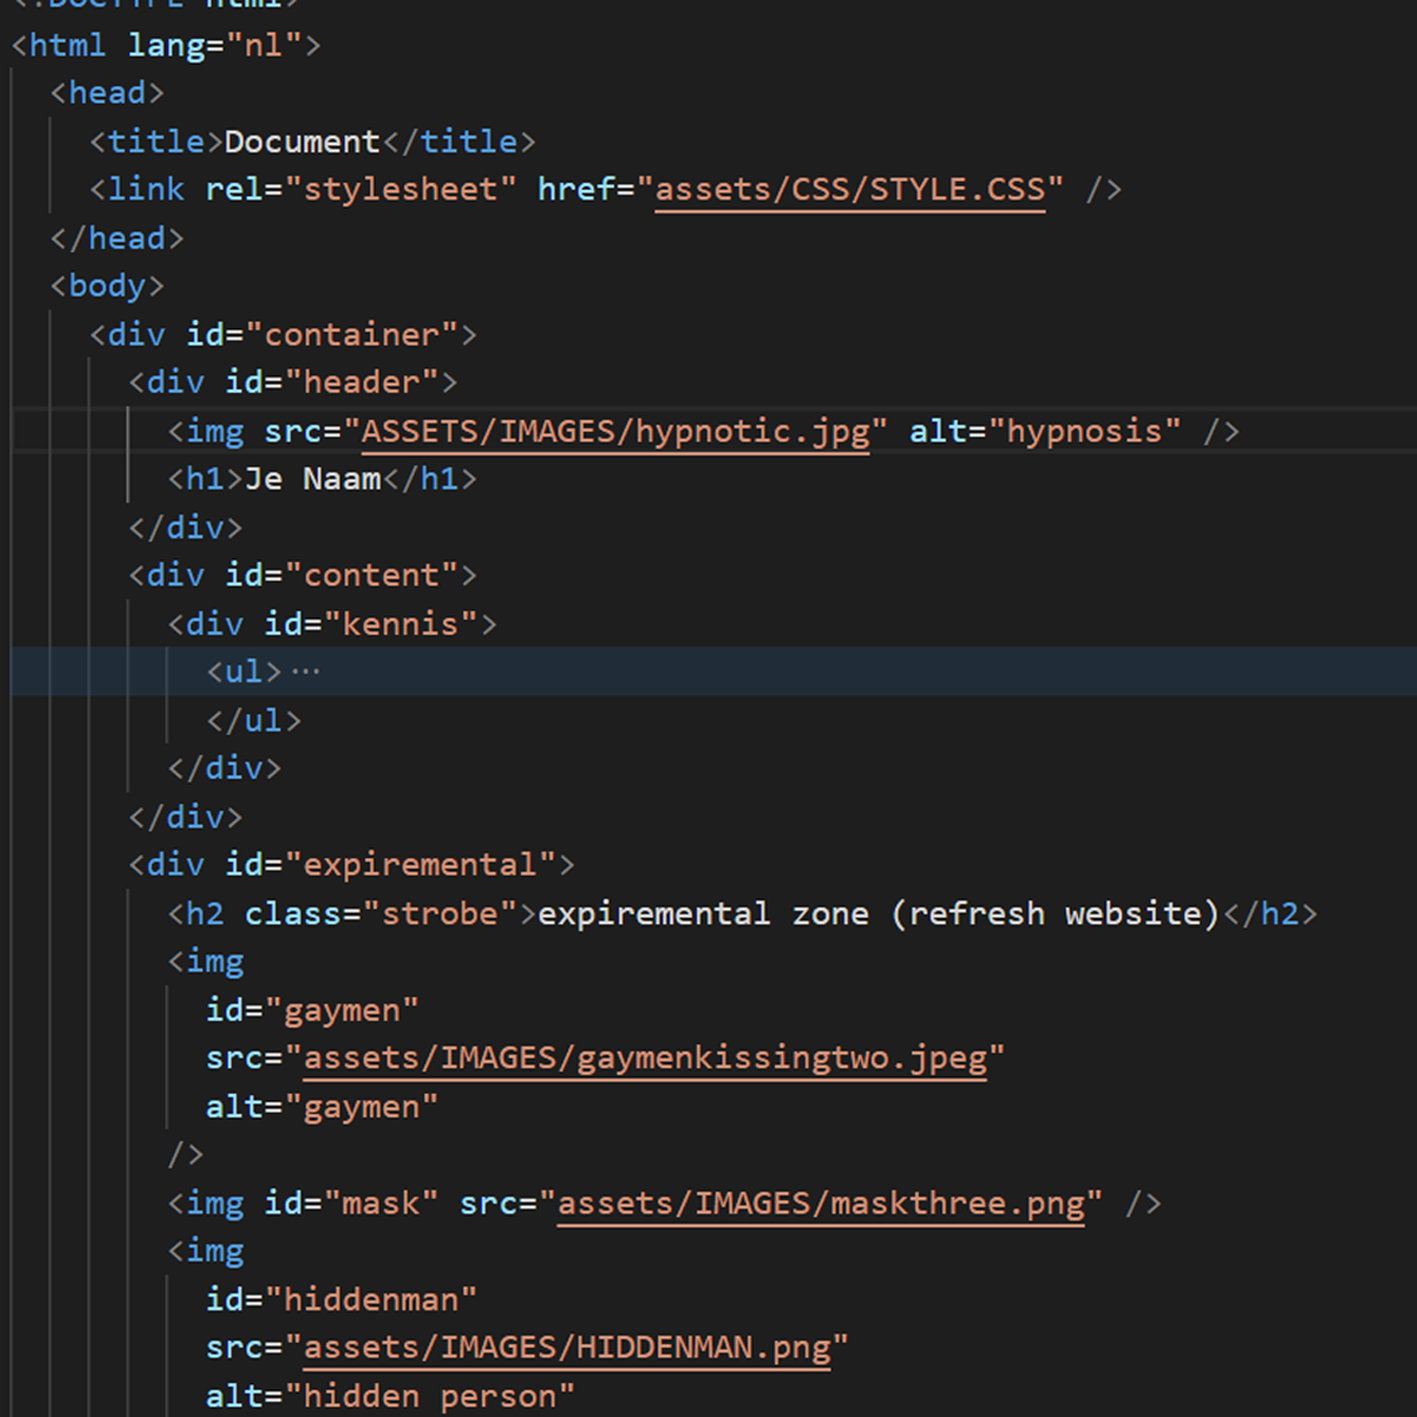 <!DOCTYPE html>
<html lang="nl">
<head>
<title>Document</title>
<link rel="stylesheet" href="assets/CSS/STYLE.CSS" />
</head>
<body>
<div id="container">
<div id="header">
<img src="ASSETS/IMAGES/hypnotic.jpg" alt="hypnosis" />
<h1>Je Naam</h1>
</div>
<div id="content">
<div id="kennis">
<ul>···
</ul>
</div>
</div>
<div id="expiremental">
<h2 class="strobe">expiremental zone (refresh website)</h2>
<img
id="gaymen"
src="assets/IMAGES/gaymenkissingtwo.jpeg"
alt="gaymen"
/>
<img id="mask" src="assets/IMAGES/maskthree.png" />
<img
id="hiddenman"
src="assets/IMAGES/HIDDENMAN.png"
alt="hidden person"